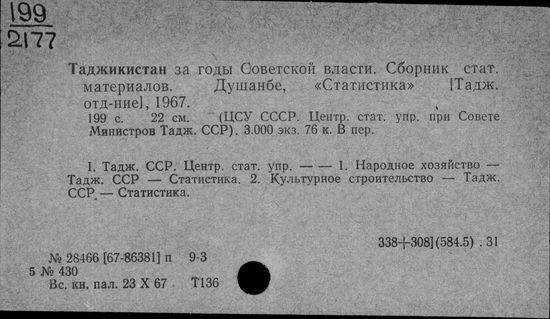 199
2177
Таджикистан за годы Советской власти. Сборник стат.
материалов. Душанбе, «Статистика» [Тадж.
отд-ние], 1967.
199 с. 22 см. (ЦСУ СССР. Центр. стат. упр. при Совете
Министров Тадж. ССР). 3.000 экз. 76 к. В пер.
I. Тадж. ССР. Центр. стат. упр. — — 1. Народное хозяйство —
Тадж. ССР — Статистика. 2. Культурное строительство — Тадж.
ССР — Статистика.
338+308](584.5) . 31
№ 28466 [67-86381] п 9-3
5 № 430
Вс. кн. пал. 23 X 67 Т136